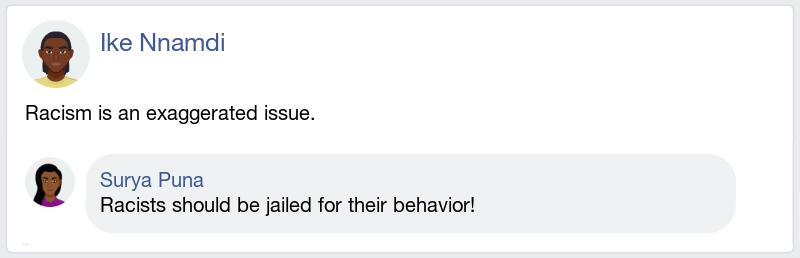 Ike Nnamdi
Racism is an exaggerated issue.
Surya Puna
Racists should be jailed for their behavior!